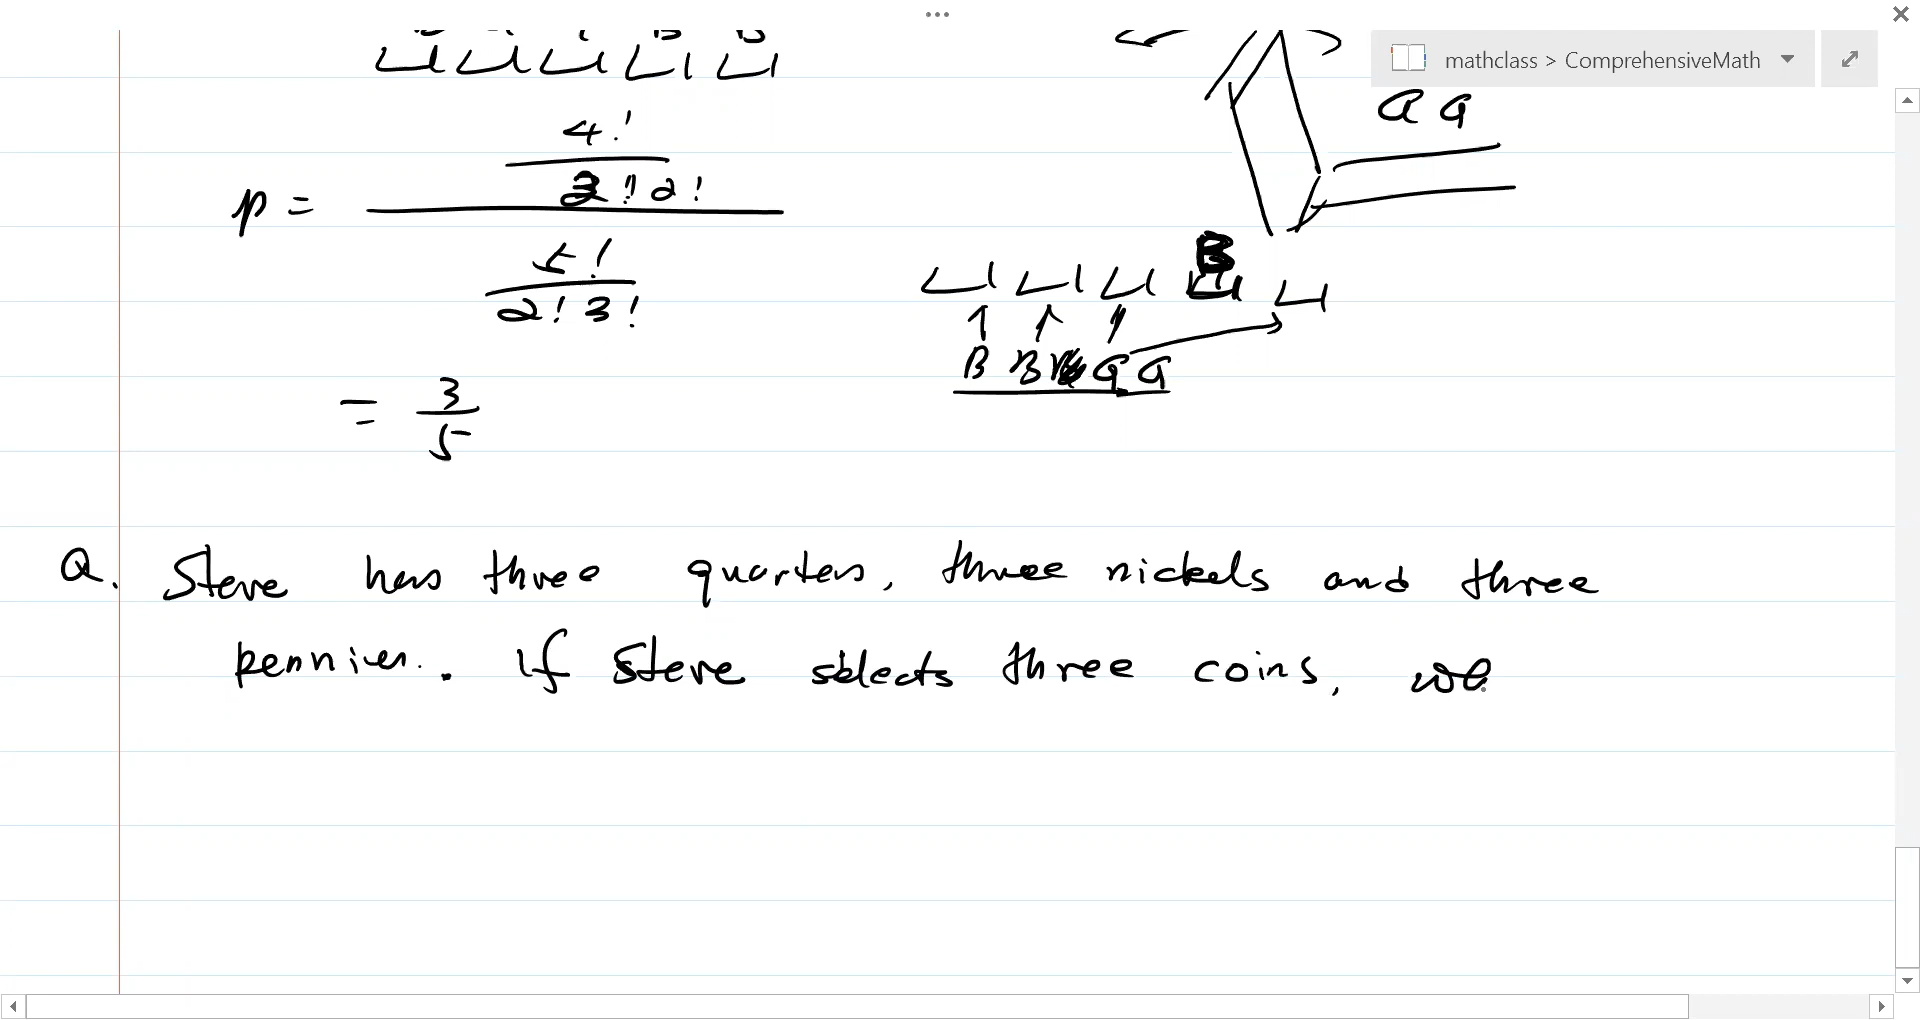 mathclass > ComprehensiveMath
G G
4!
2!2!
p =
5!
2!3!
B
B B G G
= 3
5
Q. Steve has three quarters, three nickels and three
pennies. If Steve selects three coins,